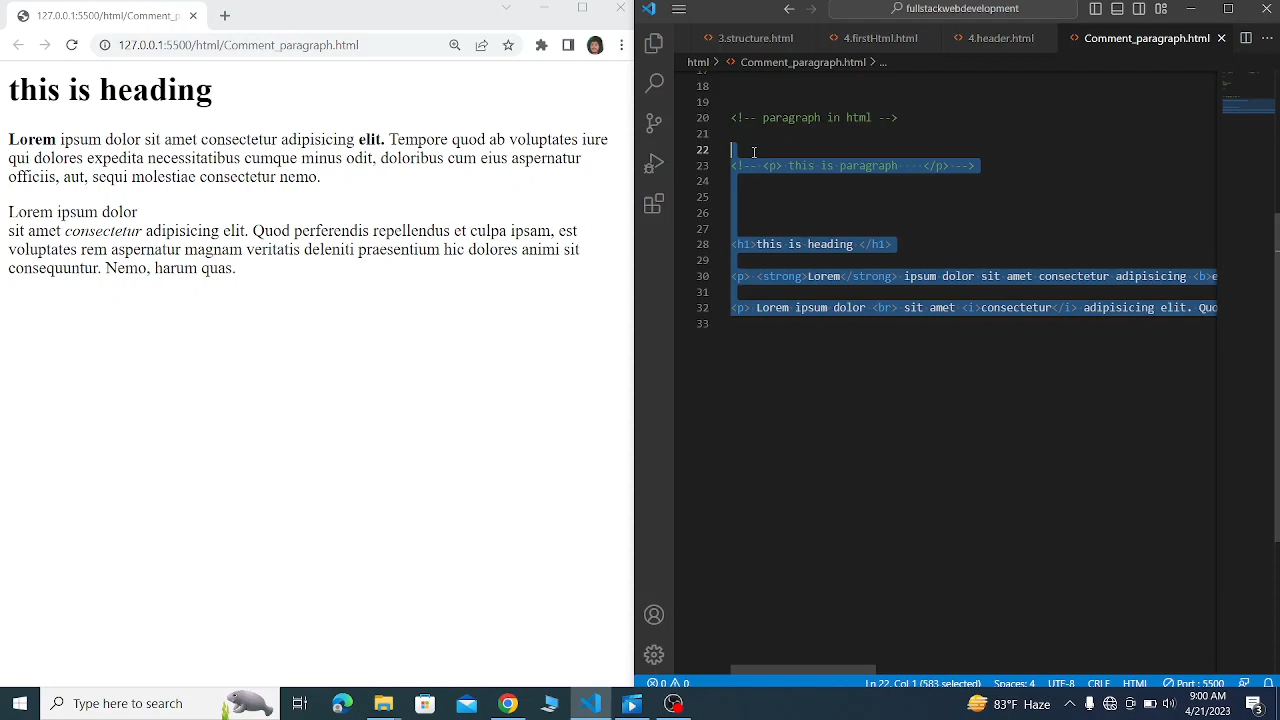 127.0.0.1:5500/html/Comment_p
127.0.0.1:5500/html/Comment_paragraph.html
this is heading
Lorem ipsum dolor sit amet consectetur adipisicing elit. Tempore quod ab voluptates iure
qui dolores expedita necessitatibus cumque minus odit, doloribus cum eius aspernatur
officiis, aut, sequi molestiae consectetur nemo.
Lorem ipsum dolor
sit amet consectetur adipisicing elit. Quod perferendis repellendus et culpa ipsam, est
voluptates rem aspernatur magnam veritatis deleniti praesentium hic dolores animi sit
consequuntur. Nemo, harum quas.
fullstackwebdevelopment
3.structure.html
4.firstHtml.html
4header.htm
Comment_paragraph.html
html > Comment_paragraph.html > ...
17
18
19
20 <!-- paragraph in html -->
21
22
23 <!-- <p> this is paragraph    </p> -->
24
25
26
27
28 <h1>this is heading </h1>
29
30 <p> <strong>Lorem</strong> ipsum dolor sit amet consectetur adipisicing <b>e
31
32 <p> Lorem ipsum dolor <br> sit amet <i>consectetur</i> adipisicing elit. Quo
33
0 0 Ln 22, Col 1 (583 selected) Spaces: 4 UTF-8 CRLF HTML Port : 5500
Type here to search
83°F Haze
9:00 AM
4/21/2023
3